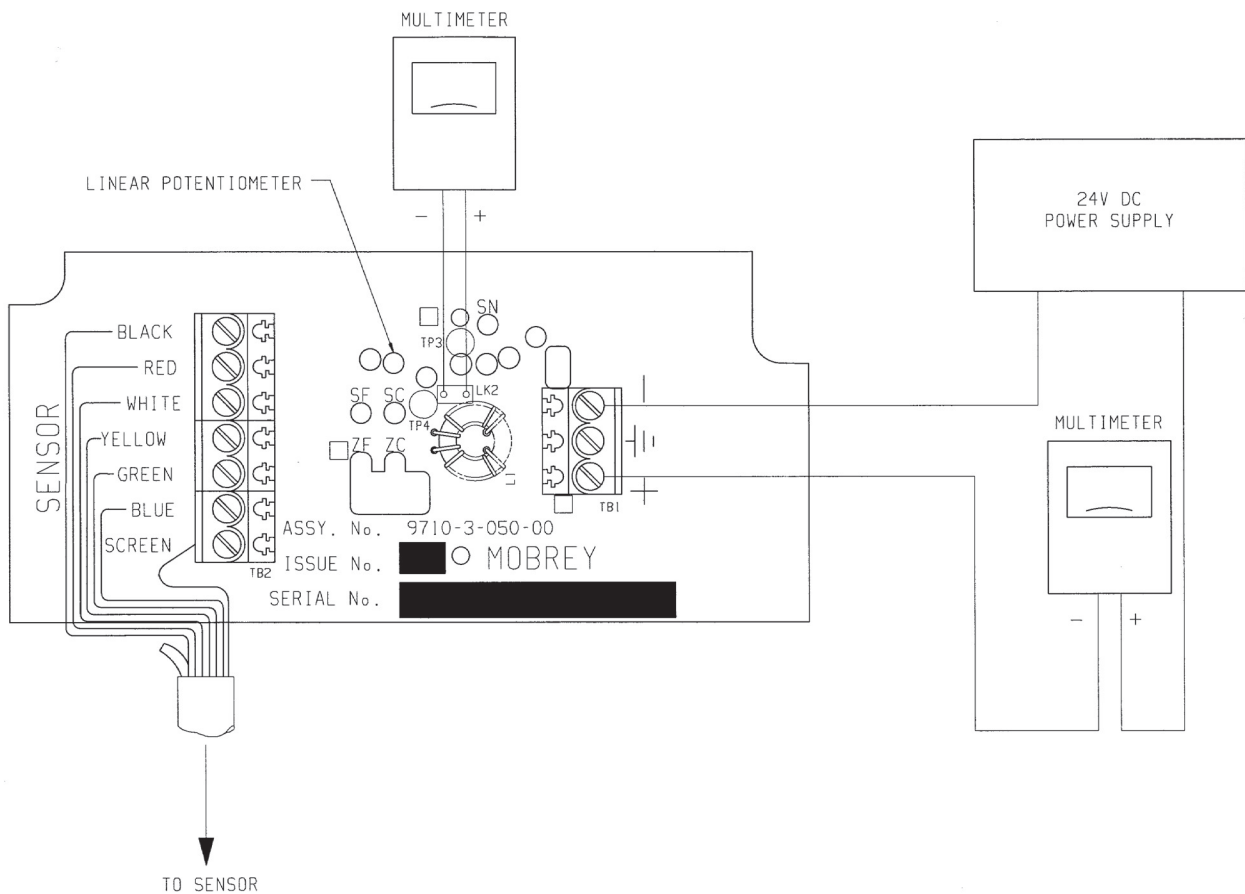 MULTIMETER
LINEAR POTENTIOMETER
24V DC
POWER SUPPLY
- +
SN
BLACK
TP3
RED
LK2
WHITE
SF SC
TP4
MULTIMETER
YELLOW
ZF ZC
SENSOR
GREEN
L1
+
TB1
BLUE
ASSY. No. 9710-3-050-00
SCREEN
ISSUE No.
MOBREY
TB2
SERIAL No.
- +
TO SENSOR